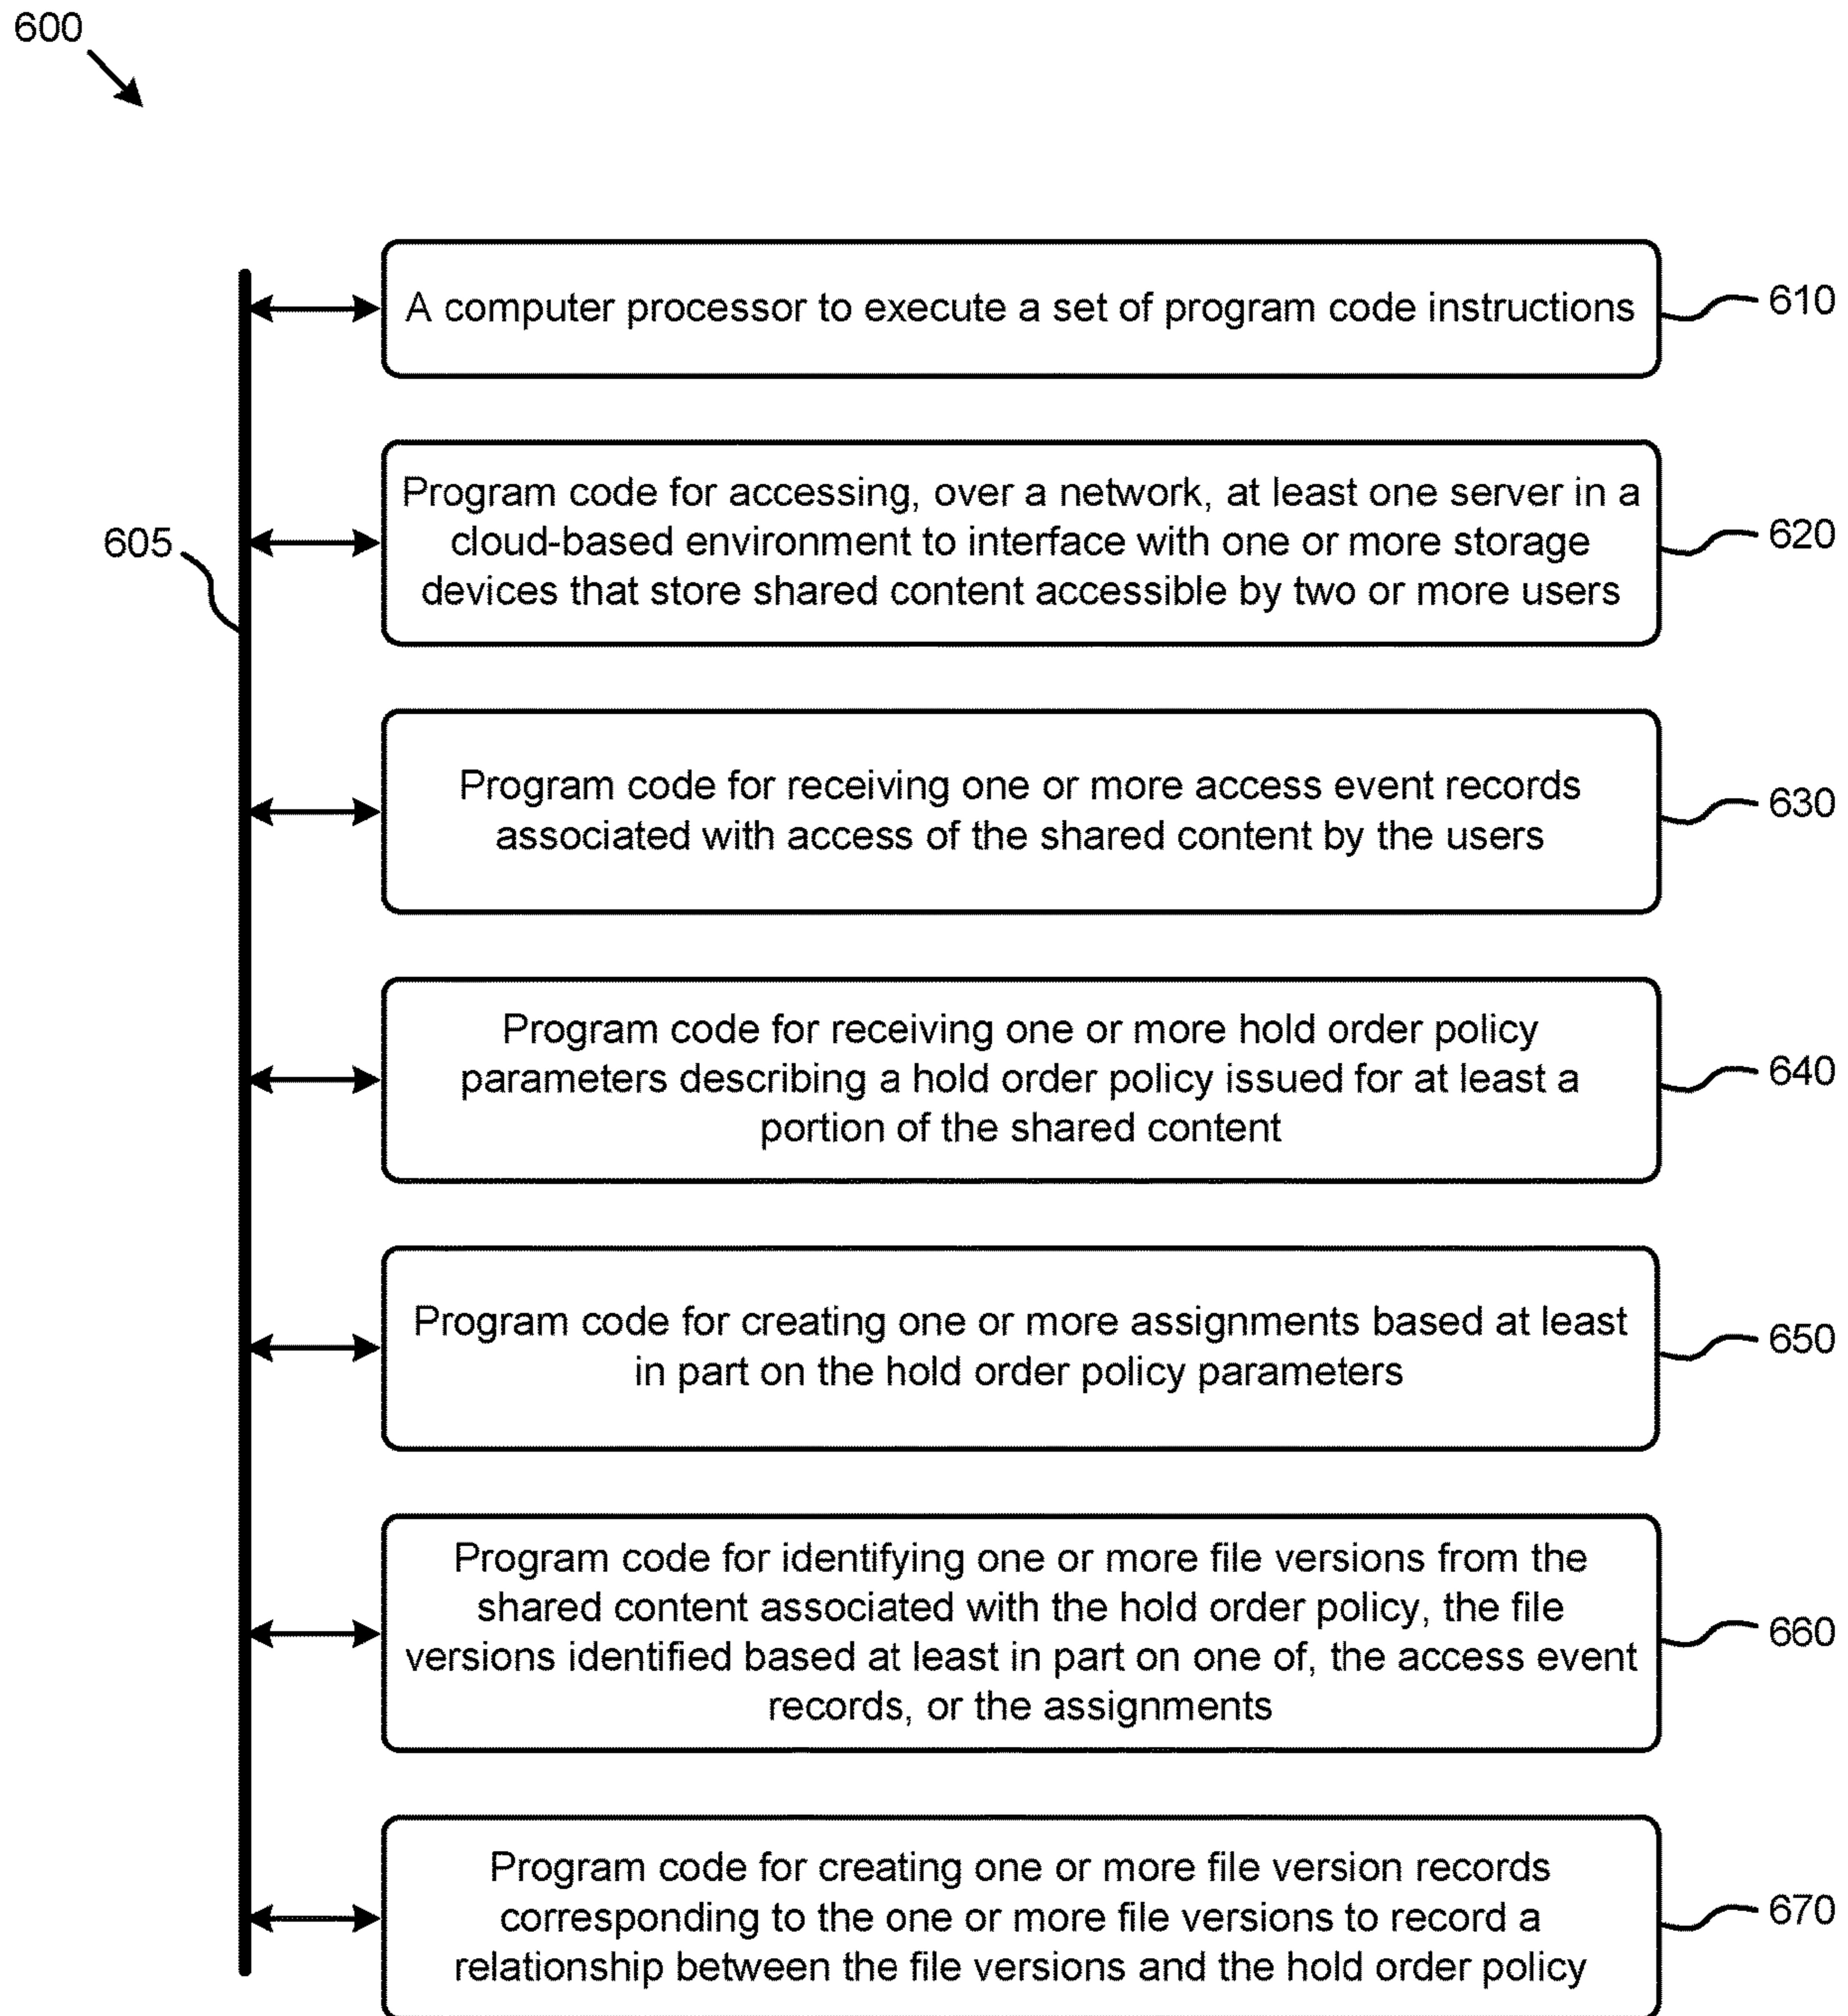 600
A computer processor to execute a set of program code instructions
610
Program code for accessing, over a network, at least one server in a
cloud-based environment to interface with one or more storage
devices that store shared content accessible by two or more users
620
605
Program code for receiving one or more access event records
associated with access of the shared content by the users
630
Program code for receiving one or more hold order policy
parameters describing a hold order policy issued for at least a
portion of the shared content
640
Program code for creating one or more assignments based at least
in part on the hold order policy parameters
650
Program code for identifying one or more file versions from the
shared content associated with the hold order policy, the file
versions identified based at least in part on one of, the access event
records, or the assignments
660
Program code for creating one or more file version records
corresponding to the one or more file versions to record a
relationship between the file versions and the hold order policy
670